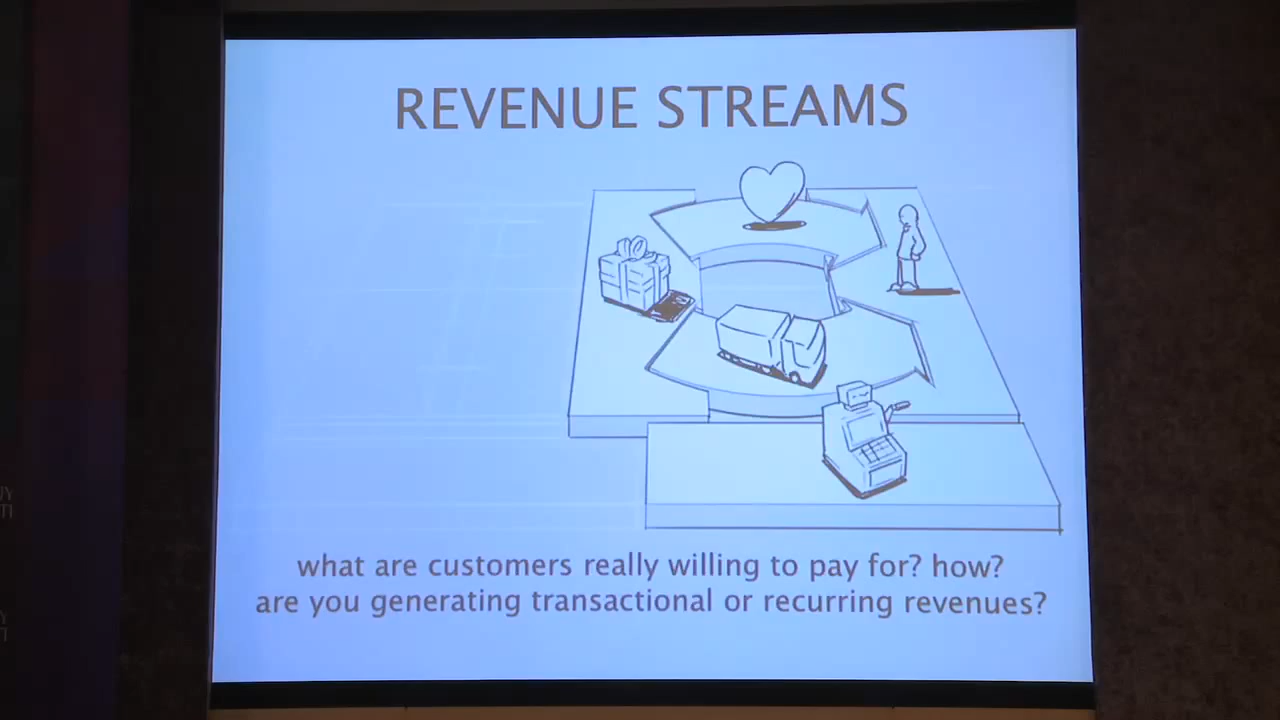 REVENUE STREAMS
what are customers really willing to pay for? how?
are you generating transactional or recurring revenues?